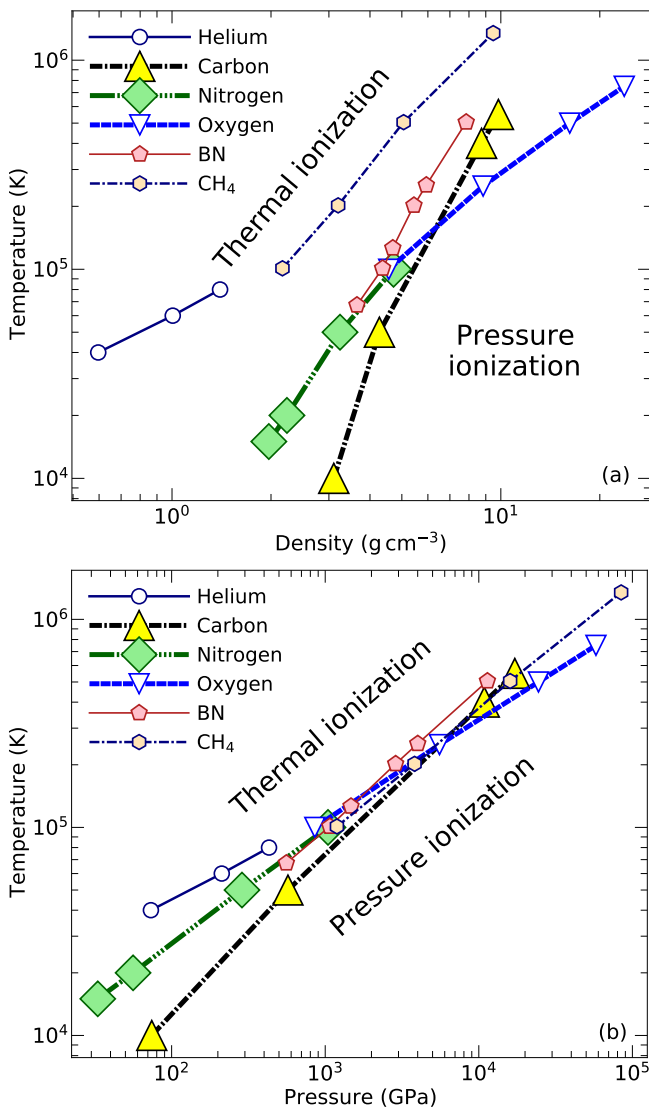 10⁶
10⁵
10⁴
Temperature (K)
Helium
Carbon
Nitrogen
Oxygen
BN
CH₄
Thermal ionization
Pressure
ionization
(a)
10⁰
10¹
Density (g cm⁻³)
10⁶
10⁵
10⁴
Temperature (K)
Helium
Carbon
Nitrogen
Oxygen
BN
CH₄
Thermal ionization
Pressure ionization
(b)
10²
10³
10⁴
10⁵
Pressure (GPa)